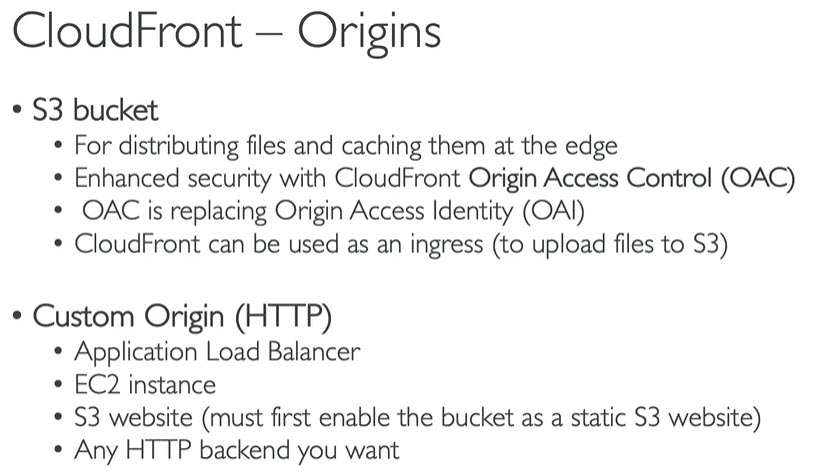 CloudFront – Origins
• S3 bucket
• For distributing files and caching them at the edge
• Enhanced security with CloudFront Origin Access Control (OAC)
• OAC is replacing Origin Access Identity (OAI)
• CloudFront can be used as an ingress (to upload files to S3)
• Custom Origin (HTTP)
• Application Load Balancer
• EC2 instance
• S3 website (must first enable the bucket as a static S3 website)
• Any HTTP backend you want